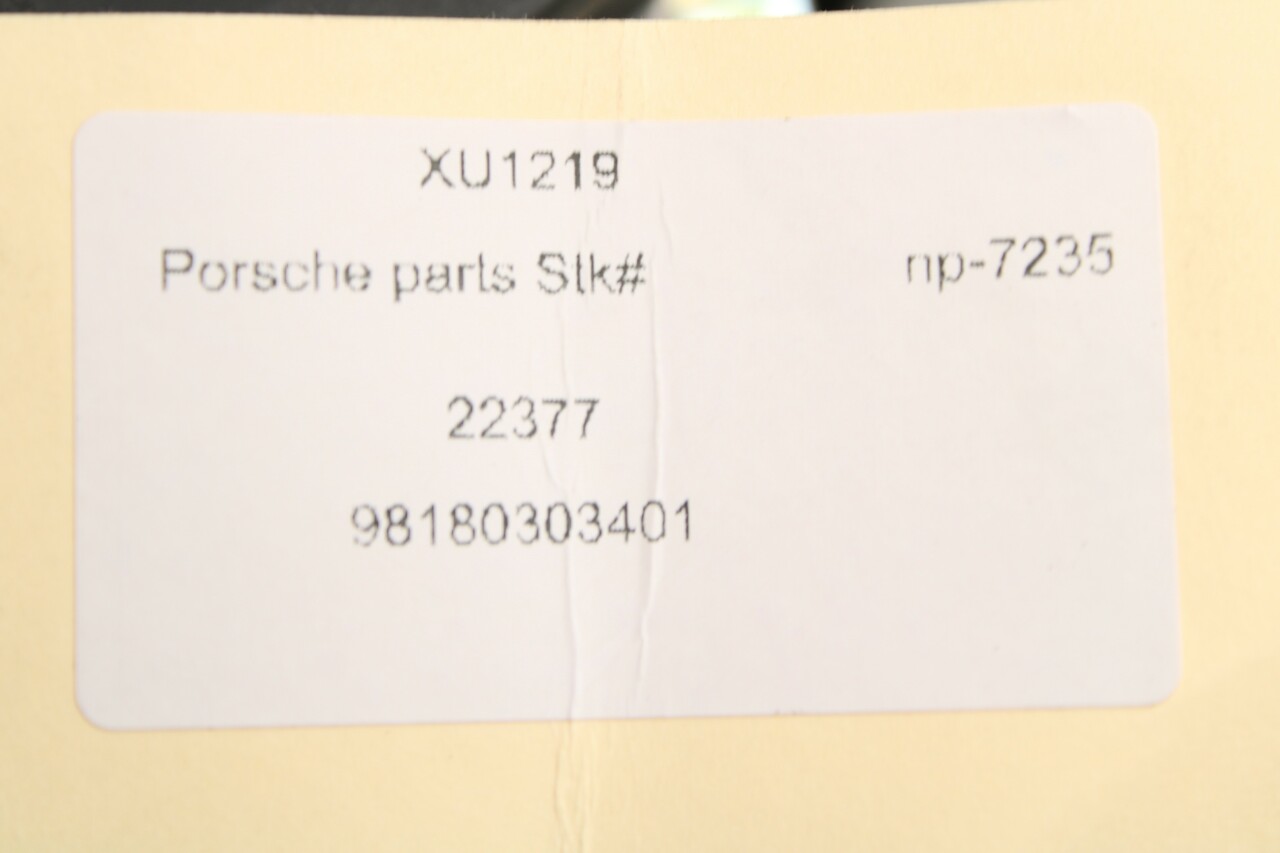 XU1219
Porsche parts Stk# np-7235
22377
98180303401